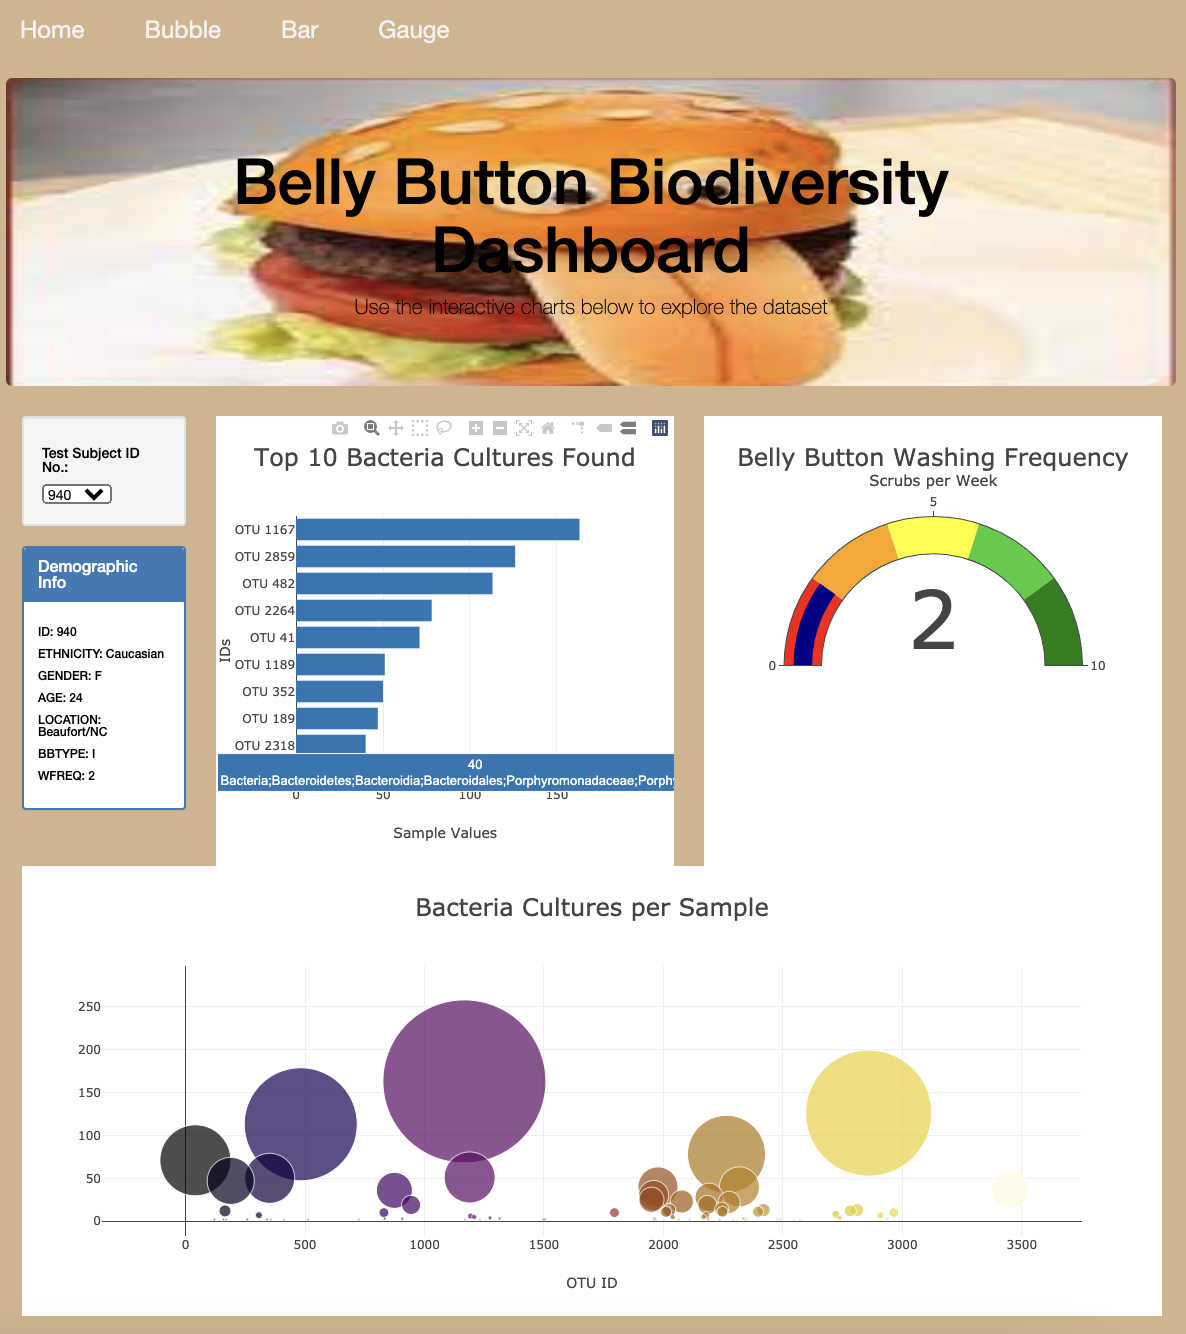 Home Bubble Bar Gauge
Belly Button Biodiversity
Dashboard
Use the interactive charts below to explore the dataset
Test Subject ID
No.:
940
Demographic
Info
ID: 940
ETHNICITY: Caucasian
GENDER: F
AGE: 24
LOCATION:
Beaufort/NC
BBTYPE: I
WFREQ: 2
Top 10 Bacteria Cultures Found
IDs
OTU 1167
OTU 2859
OTU 482
OTU 2264
OTU 41
OTU 1189
OTU 352
OTU 189
OTU 2318
40
Bacteria;Bacteroidetes;Bacteroidia;Bacteroidales;Porphyromonadaceae;Porphy
0 50 100 150
Sample Values
Belly Button Washing Frequency
Scrubs per Week
5
2
0 10
Bacteria Cultures per Sample
250
200
150
100
50
0
0 500 1000 1500 2000 2500 3000 3500
OTU ID